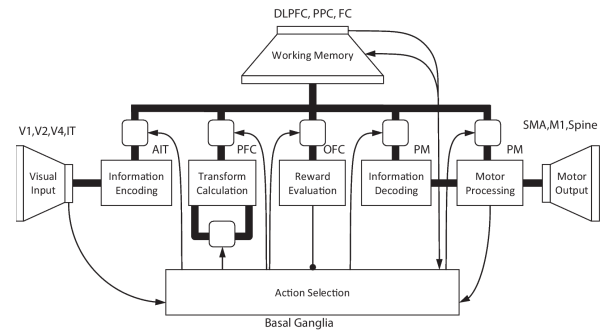 DLPFC, PPC, FC
Working Memory
V1,V2,V4,IT
SMA,M1,Spine
AIT
PFC
OFC
PM
PM
Visual
Input
Information
Encoding
Transform
Calculation
Reward
Evaluation
Information
Decoding
Motor
Processing
Motor
Output
Action Selection
Basal Ganglia